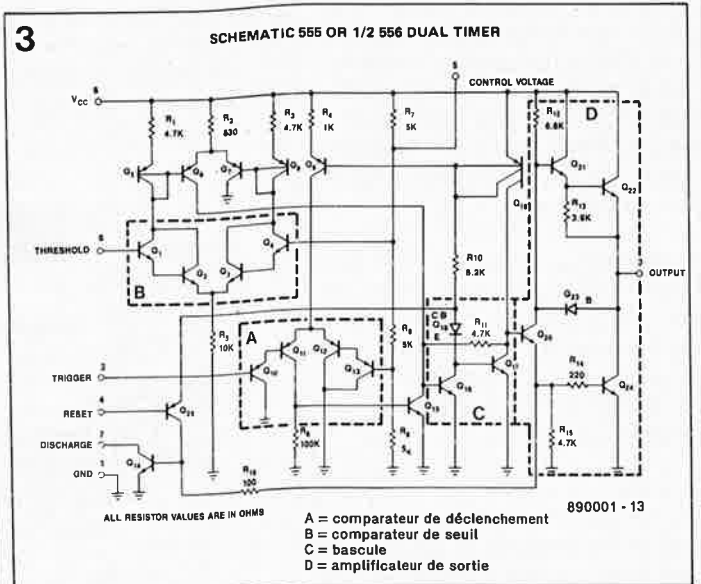 3
SCHEMATIC 555 OR 1/2 556 DUAL TIMER
5
CONTROL VOLTAGE
VCC
R1
4.7K
R2
830
R3
4.7K
R4
1K
R7
5K
R12
6.8K
D
Q5
Q6
Q7
Q8
Q9
Q19
Q21
Q22
R13
3.9K
THRESHOLD 6
Q1
Q2
Q3
Q4
B
R10
8.2K
3
OUTPUT
Q23 B
R5
10K
A
R8
5K
C B
Q18
E
R11
4.7K
Q20
Q11
Q12
Q10
Q13
Q17
R14
220
Q24
TRIGGER 2
RESET 4
Q25
Q15
Q16
C
R15
4.7K
DISCHARGE 7
Q14
R6
100K
R9
5K
GND 1
R16
100
ALL RESISTOR VALUES ARE IN OHMS
890001 - 13
A = comparateur de déclenchement
B = comparateur de seuil
C = bascule
D = amplificateur de sortie